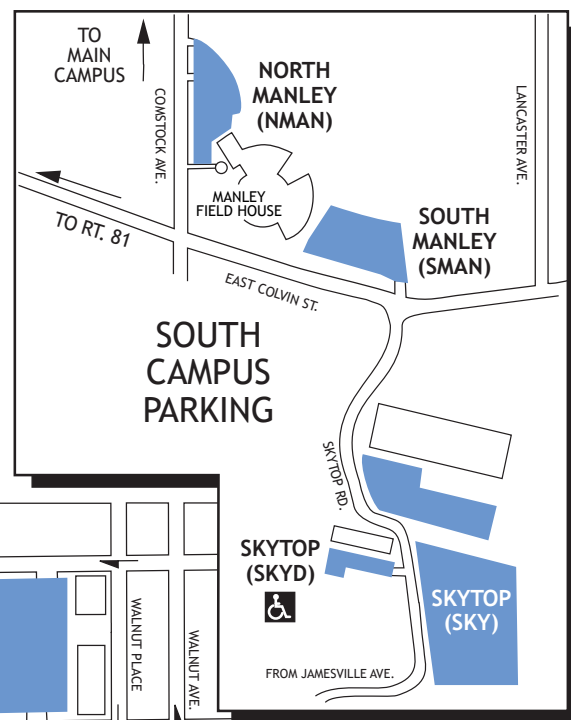 TO
MAIN
CAMPUS
COMSTOCK AVE.
NORTH
MANLEY
(NMAN)
LANCASTER AVE.
MANLEY
FIELD HOUSE
SOUTH
MANLEY
(SMAN)
TO RT. 81
EAST COLVIN ST.
SOUTH
CAMPUS
PARKING
SKYTOP RD.
SKYTOP
(SKYD)
SKYTOP
(SKY)
WALNUT PLACE
WALNUT AVE.
FROM JAMESVILLE AVE.